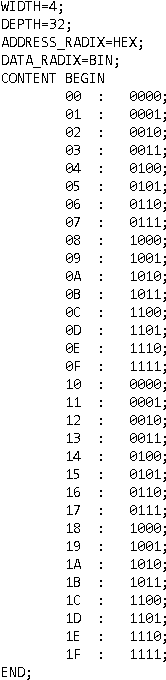 WIDTH=4;
DEPTH=32;
ADDRESS_RADIX=HEX;
DATA_RADIX=BIN;
CONTENT BEGIN
00 : 0000;
01 : 0001;
02 : 0010;
03 : 0011;
04 : 0100;
05 : 0101;
06 : 0110;
07 : 0111;
08 : 1000;
09 : 1001;
0A : 1010;
0B : 1011;
0C : 1100;
0D : 1101;
0E : 1110;
0F : 1111;
10 : 0000;
11 : 0001;
12 : 0010;
13 : 0011;
14 : 0100;
15 : 0101;
16 : 0110;
17 : 0111;
18 : 1000;
19 : 1001;
1A : 1010;
1B : 1011;
1C : 1100;
1D : 1101;
1E : 1110;
1F : 1111;
END;